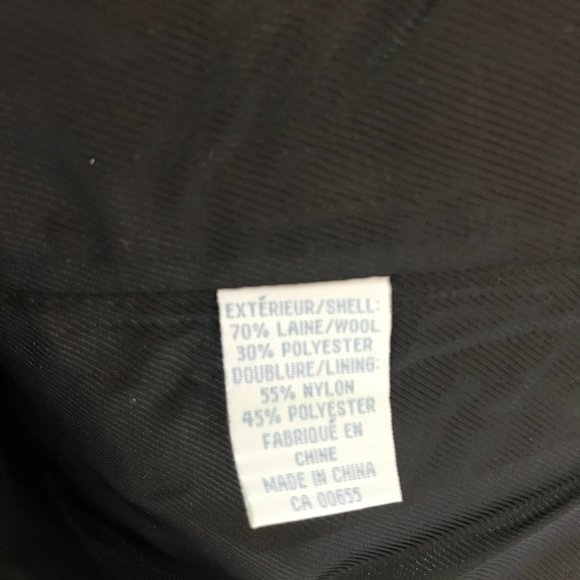 EXTÉRIEUR/SHELL:
70% LAINE/WOOL
30% POLYESTER
DOUBLURE/LINING:
55% NYLON
45% POLYESTER
FABRIQUÉ EN
CHINE
MADE IN CHINA
CA 00655